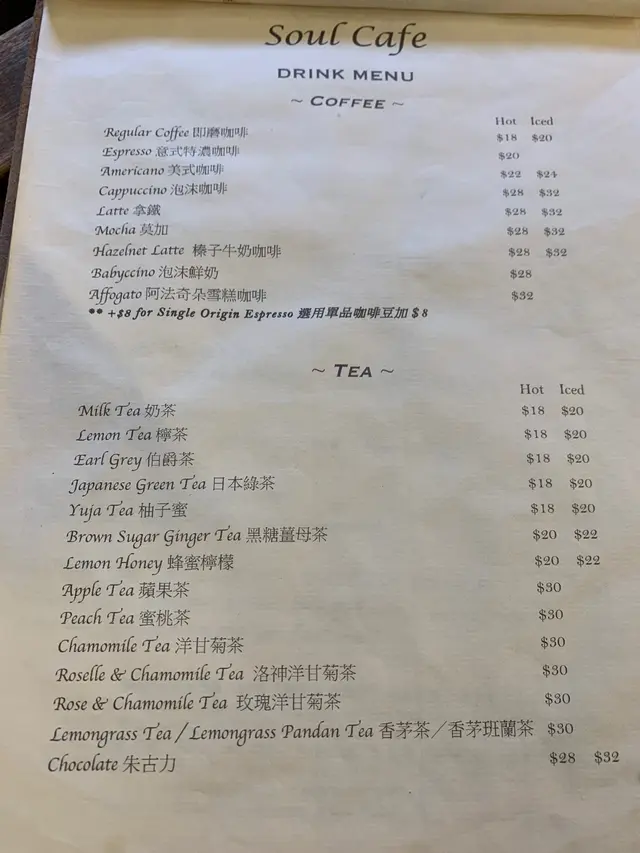 Soul Cafe
DRINK MENU
~ COFFEE ~
Hot Iced
Regular Coffee 即磨咖啡 $18 $20
Espresso 意式特濃咖啡 $20
Americano 美式咖啡 $22 $24
Cappuccino 泡沫咖啡 $28 $32
Latte 拿鐵 $28 $32
Mocha 莫加 $28 $32
Hazelnet Latte 榛子牛奶咖啡 $28 $32
Babyccino 泡沫鮮奶 $28
Affogato 阿法奇朵雪糕咖啡 $32
** +$8 for Single Origin Espresso 選用單品咖啡豆加 $8
~ TEA ~
Hot Iced
Milk Tea 奶茶 $18 $20
Lemon Tea 檸茶 $18 $20
Earl Grey 伯爵茶 $18 $20
Japanese Green Tea 日本綠茶 $18 $20
Yuja Tea 柚子蜜 $18 $20
Brown Sugar Ginger Tea 黑糖薑母茶 $20 $22
Lemon Honey 蜂蜜檸檬 $20 $22
Apple Tea 蘋果茶 $30
Peach Tea 蜜桃茶 $30
Chamomile Tea 洋甘菊茶 $30
Roselle & Chamomile Tea 洛神洋甘菊茶 $30
Rose & Chamomile Tea 玫瑰洋甘菊茶 $30
Lemongrass Tea / Lemongrass Pandan Tea 香茅茶／香茅班蘭茶 $30
Chocolate 朱古力 $28 $32